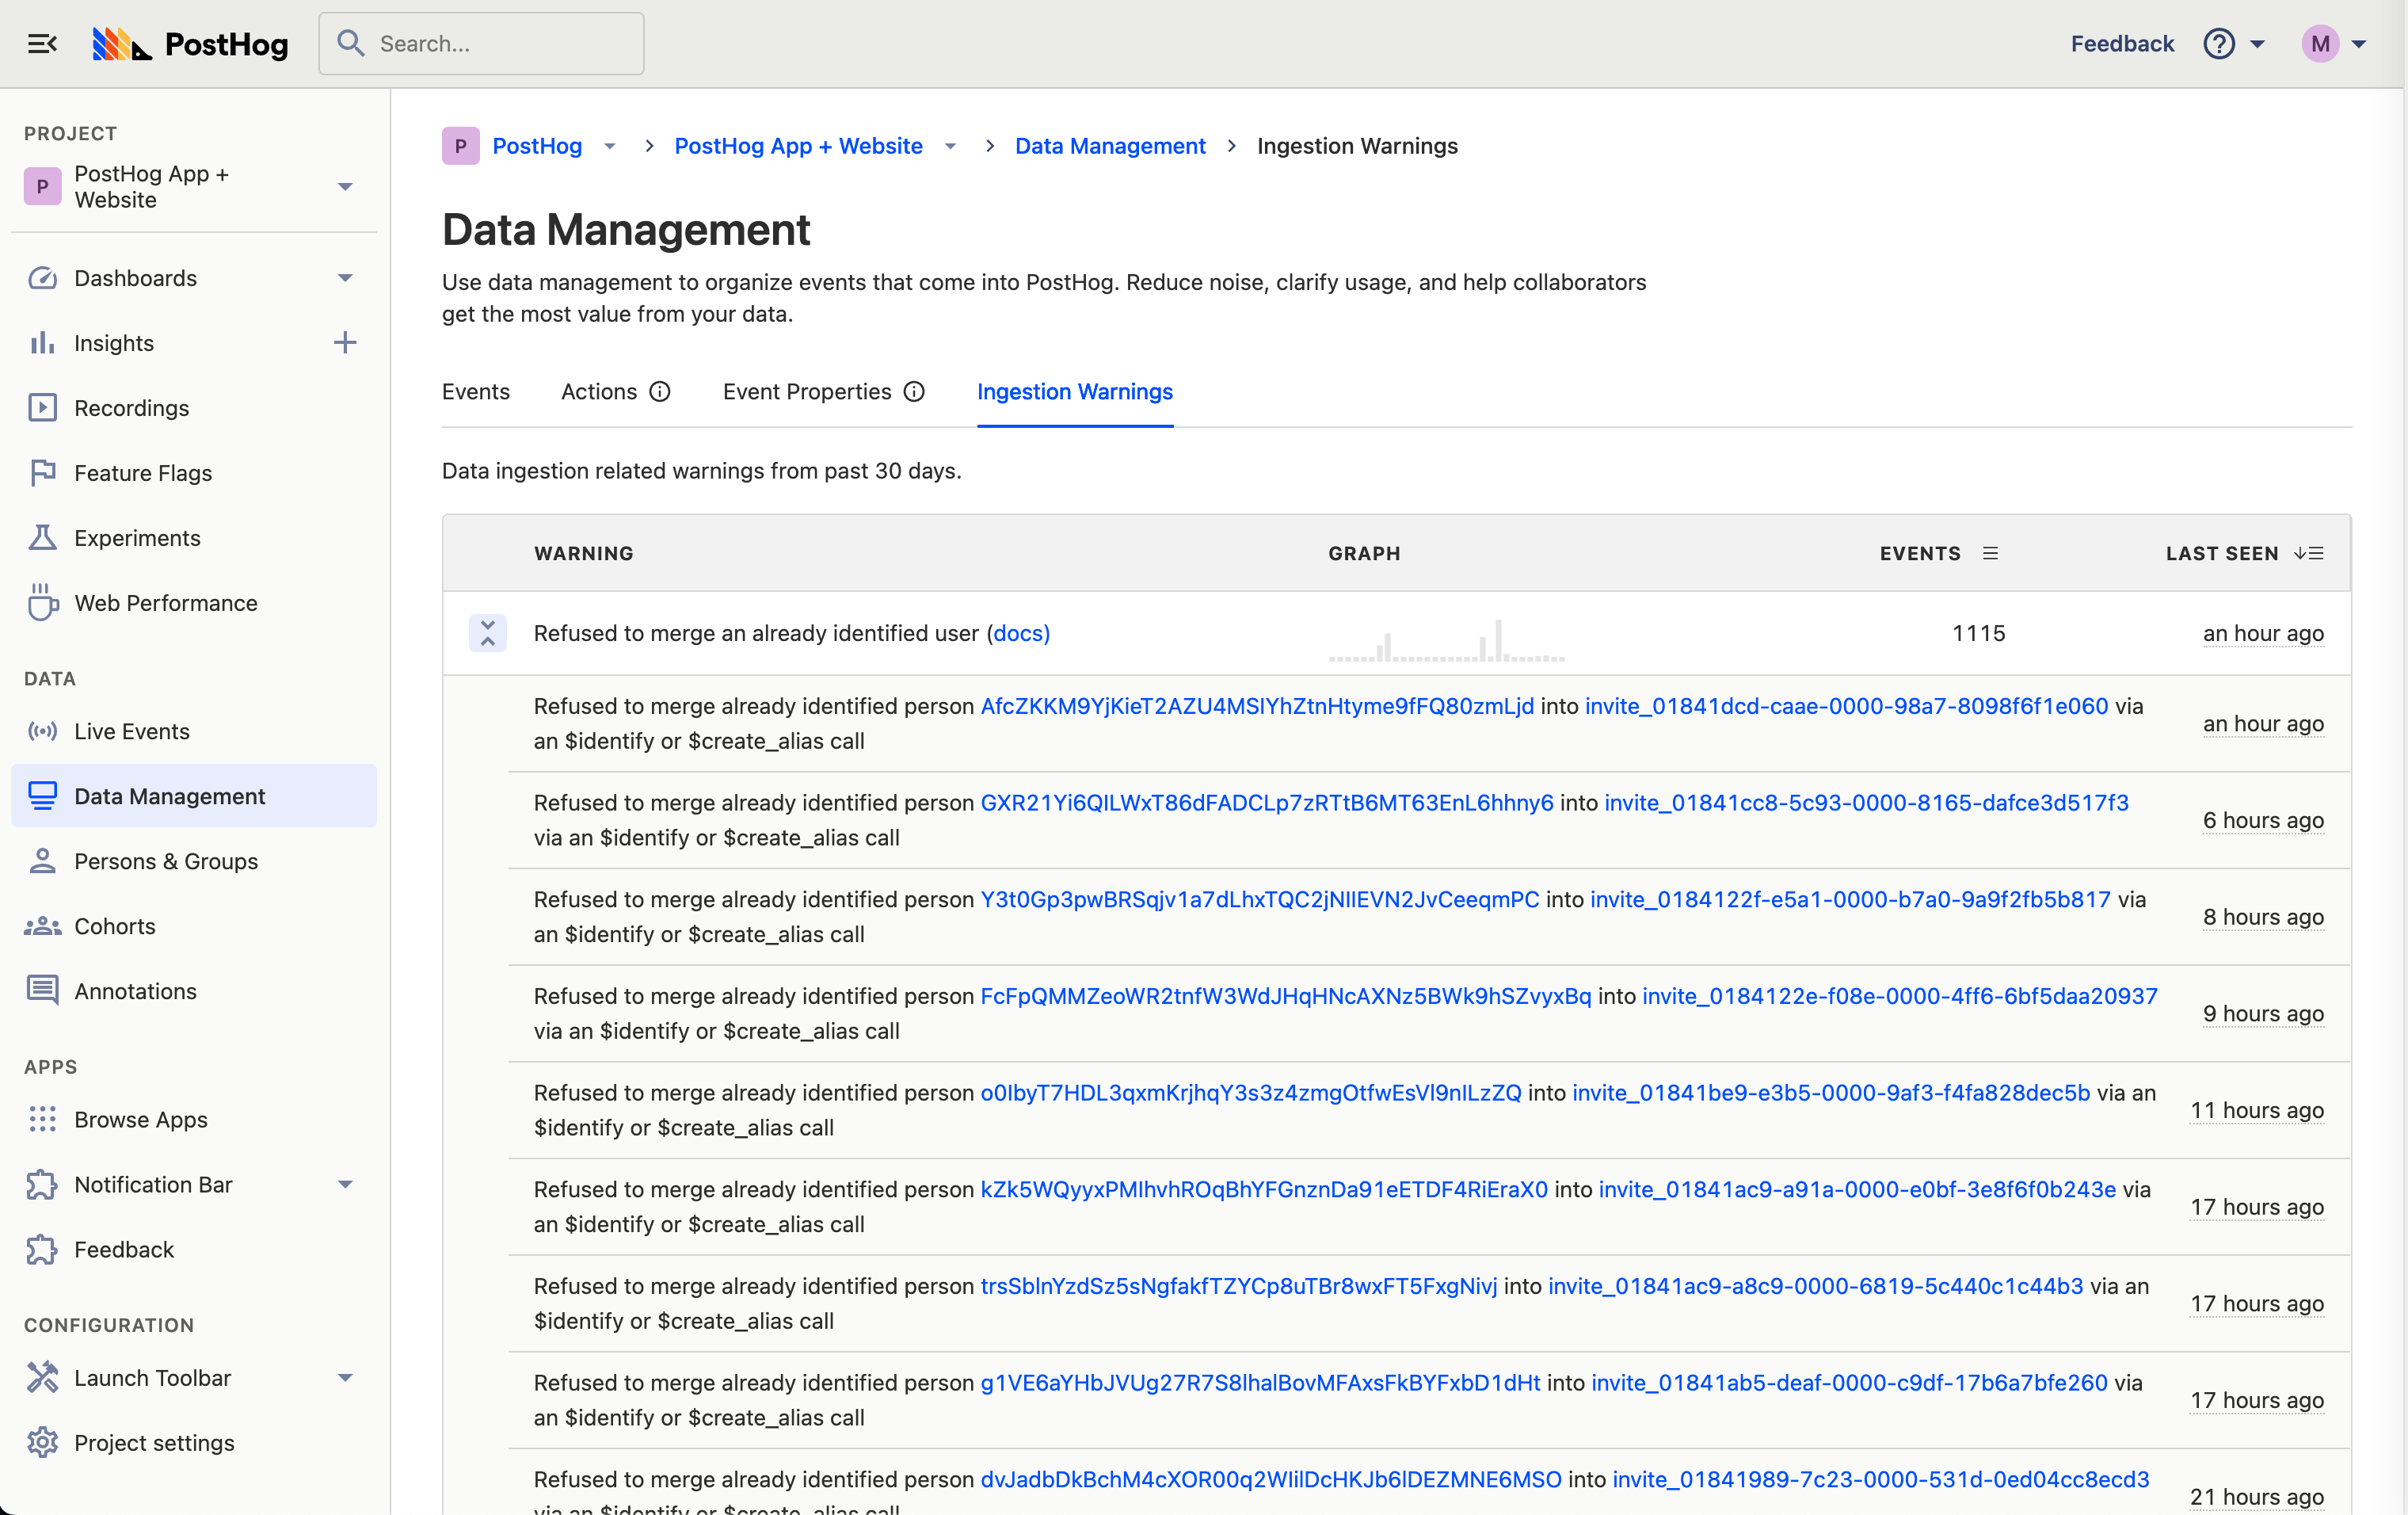 PostHog
Search...
Feedback
M
PROJECT
P
PostHog App +
Website
Dashboards
Insights
Recordings
Feature Flags
Experiments
Web Performance
DATA
Live Events
Data Management
Persons & Groups
Cohorts
Annotations
APPS
Browse Apps
Notification Bar
Feedback
CONFIGURATION
Launch Toolbar
Project settings
P PostHog > PostHog App + Website > Data Management > Ingestion Warnings
Data Management
Use data management to organize events that come into PostHog. Reduce noise, clarify usage, and help collaborators
get the most value from your data.
Events Actions Event Properties Ingestion Warnings
Data ingestion related warnings from past 30 days.
WARNING GRAPH EVENTS LAST SEEN
Refused to merge an already identified user (docs) 1115 an hour ago
Refused to merge already identified person AfcZKKM9YjKieT2AZU4MSIYhZtnHtyme9fFQ80zmLjd into invite_01841dcd-caae-0000-98a7-8098f6f1e060 via
an $identify or $create_alias call
an hour ago
Refused to merge already identified person GXR21Yi6QILWxT86dFADCLp7zRTtB6MT63EnL6hhny6 into invite_01841cc8-5c93-0000-8165-dafce3d517f3
via an $identify or $create_alias call
6 hours ago
Refused to merge already identified person Y3t0Gp3pwBRSqjv1a7dLhxTQC2jNIlEVN2JvCeeqmPC into invite_0184122f-e5a1-0000-b7a0-9a9f2fb5b817 via
an $identify or $create_alias call
8 hours ago
Refused to merge already identified person FcFpQMMZeoWR2tnfW3WdJHqHNcAXNz5BWk9hSZvyxBq into invite_0184122e-f08e-0000-4ff6-6bf5daa20937
via an $identify or $create_alias call
9 hours ago
Refused to merge already identified person o0IbyT7HDL3qxmKrjhqY3s3z4zmgOtfwEsVl9nILzZQ into invite_01841be9-e3b5-0000-9af3-f4fa828dec5b via an
$identify or $create_alias call
11 hours ago
Refused to merge already identified person kZk5WQyyxPMIhvhROqBhYFGnznDa91eETDF4RiEraX0 into invite_01841ac9-a91a-0000-e0bf-3e8f6f0b243e via
an $identify or $create_alias call
17 hours ago
Refused to merge already identified person trsSblnYzdSz5sNgfakfTZYCp8uTBr8wxFT5FxgNivj into invite_01841ac9-a8c9-0000-6819-5c440c1c44b3 via an
$identify or $create_alias call
17 hours ago
Refused to merge already identified person g1VE6aYHbJVUg27R7S8lhalBovMFAxsFkBYFxbD1dHt into invite_01841ab5-deaf-0000-c9df-17b6a7bfe260 via
an $identify or $create_alias call
17 hours ago
Refused to merge already identified person dvJadbDkBchM4cXOR00q2WIilDcHKJb6lDEZMNE6MSO into invite_01841989-7c23-0000-531d-0ed04cc8ecd3
via an $identify or $create_alias call
21 hours ago